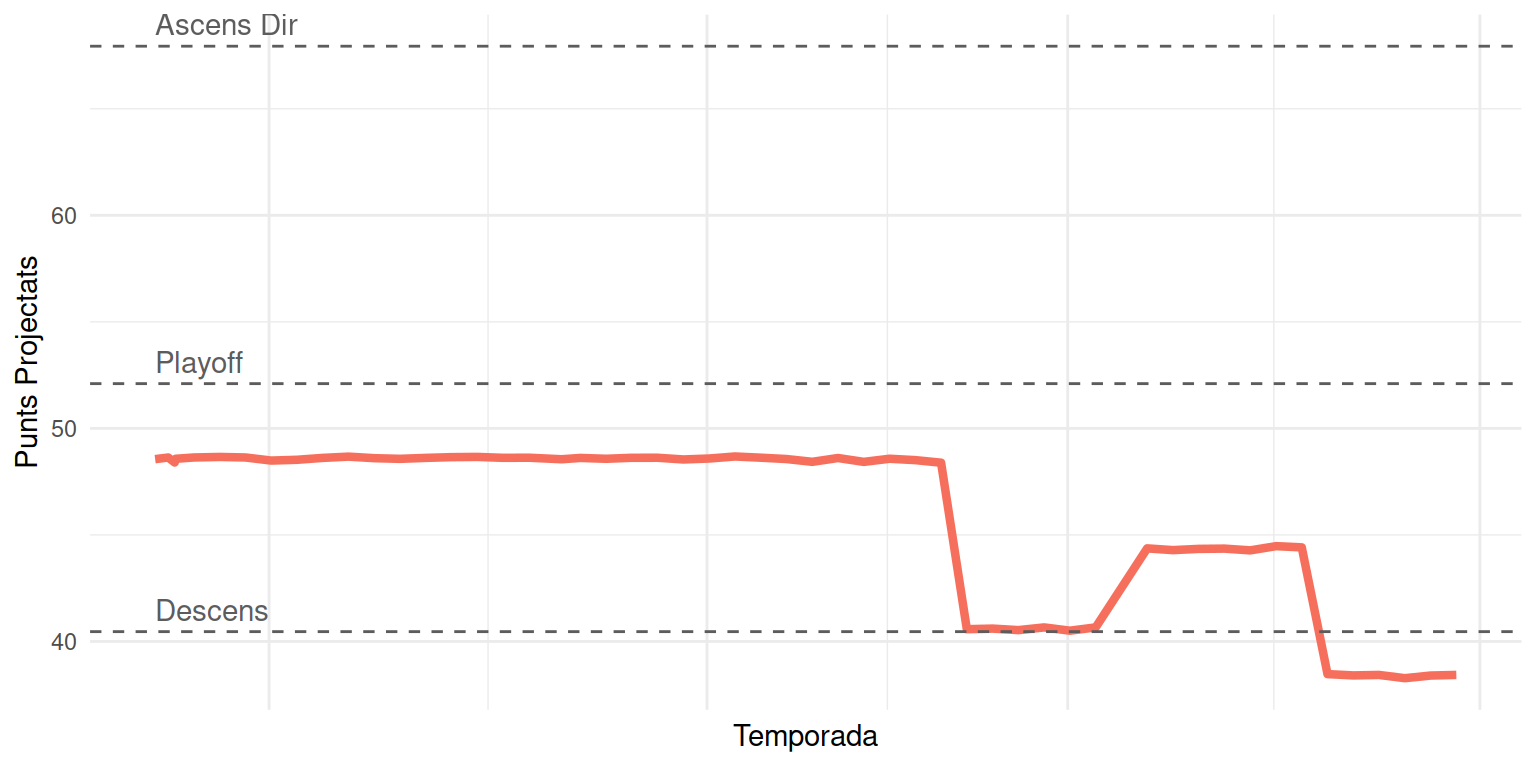 Ascens Dir
60
Playoff
50
Descens
40
Punts Projectats
Temporada